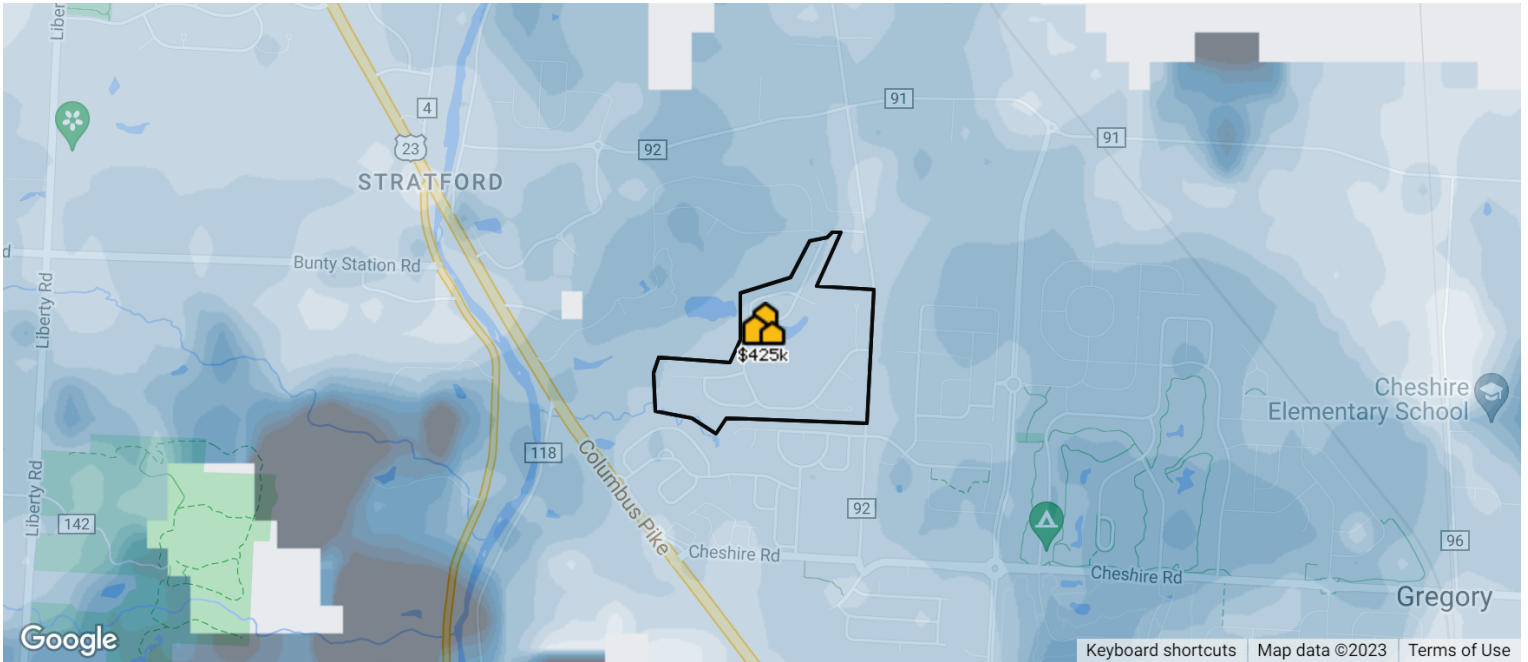 Liber
4
91
91
92
23
STRATFORD
d
Bunty Station Rd
Liberty Rd
$425k
Cheshire
Elementary School
118
Columbus Pike
Liberty Rd
142
92
96
Cheshire Rd
Cheshire Rd
Gregory
Google
Keyboard shortcuts
Map data ©2023
Terms of Use